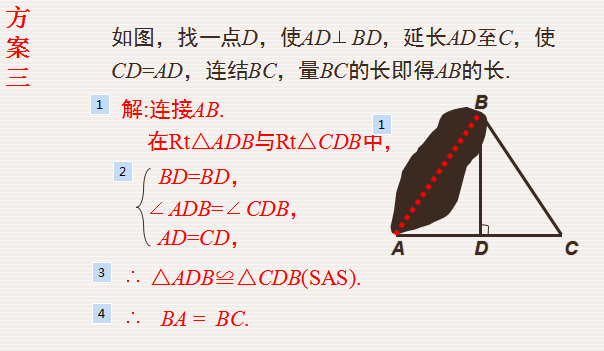 方案三
如图，找一点D，使AD⊥BD，延长AD至C，使
CD=AD，连结BC，量BC的长即得AB的长.
1 解:连接AB.
在Rt△ADB与Rt△CDB中，
1
2 BD=BD，
∠ADB=∠CDB，
AD=CD，
3 ∴ △ADB≌△CDB(SAS).
4 ∴ BA = BC.
B
A D C